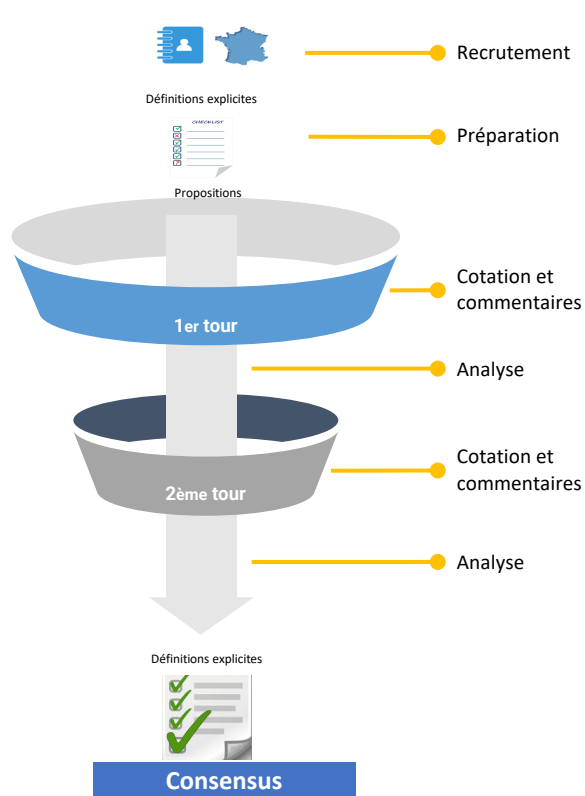 Recrutement
Définitions explicites
CHECKLIST
Préparation
Propositions
Cotation et
commentaires
1er tour
Analyse
Cotation et
commentaires
2ème tour
Analyse
Définitions explicites
Consensus